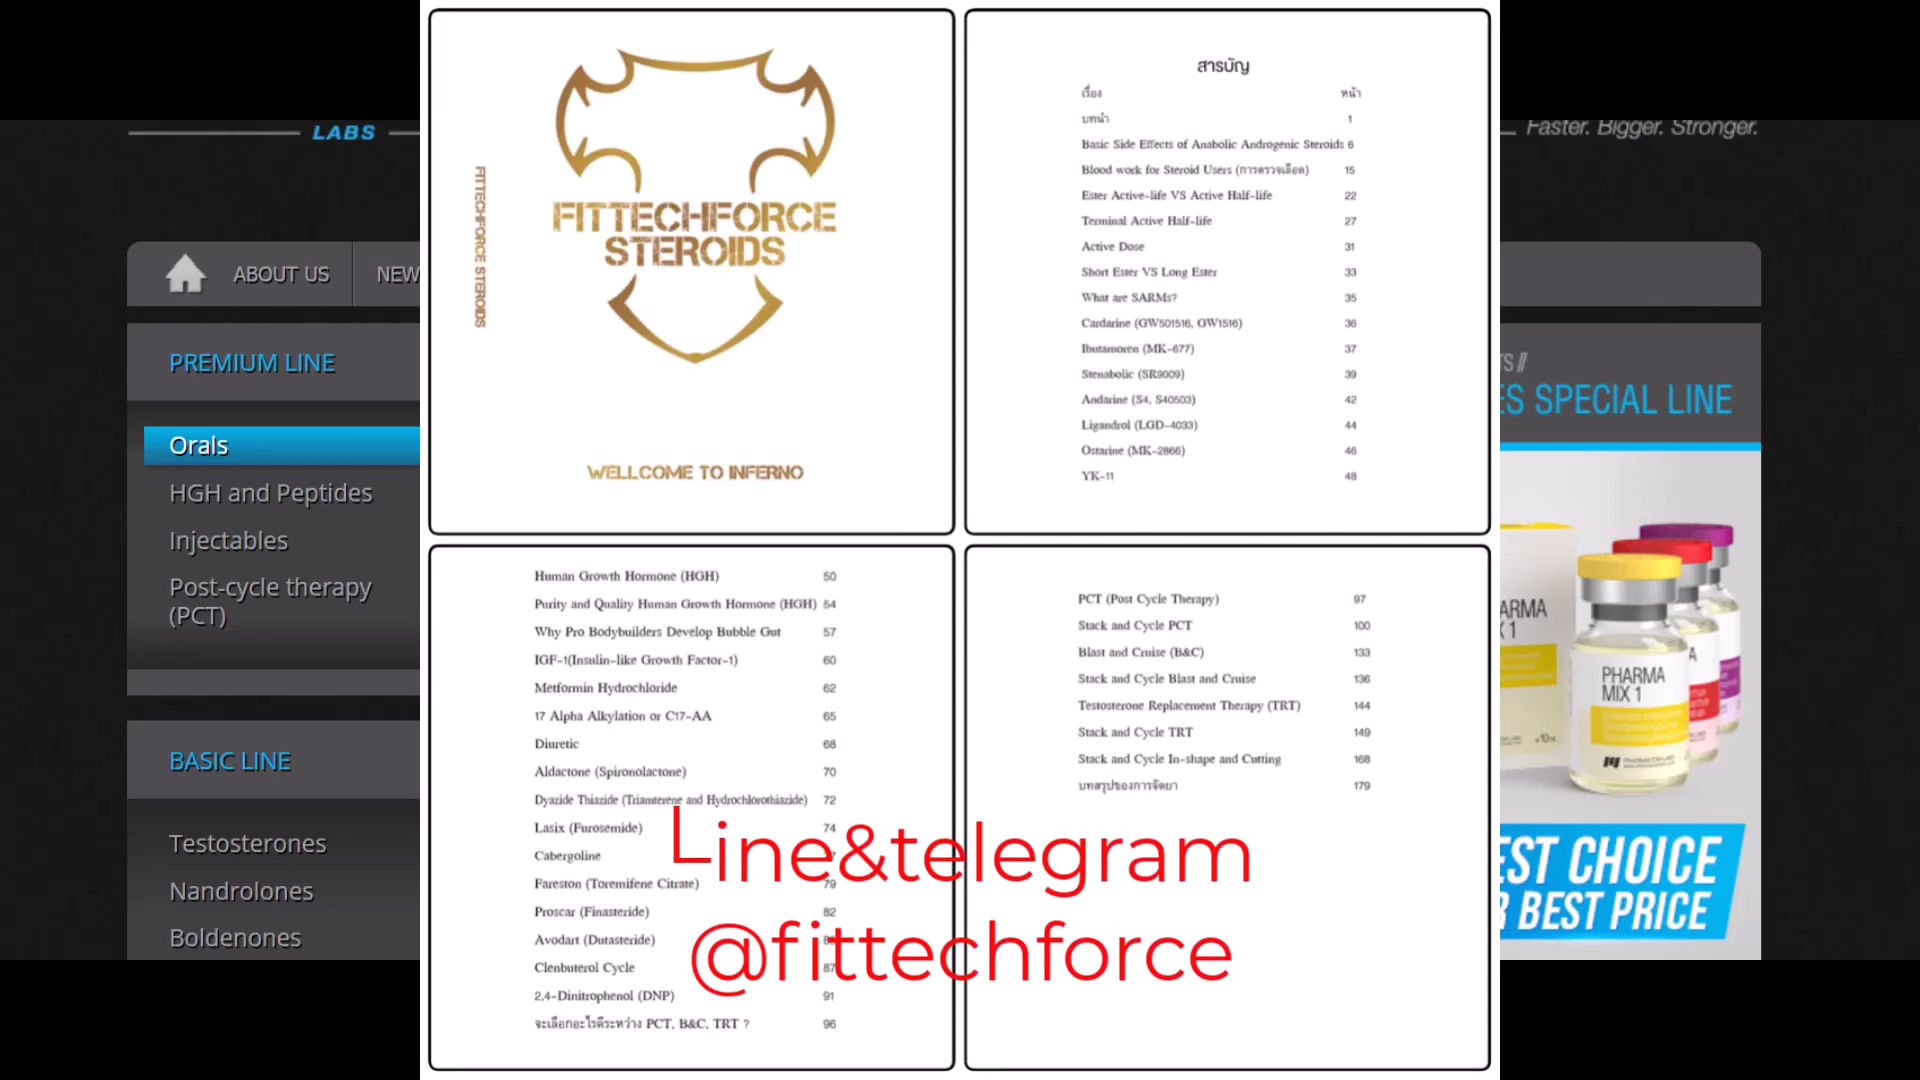 LABS
Faster. Bigger. Stronger.
ABOUT US
NEW
PREMIUM LINE
Orals
HGH and Peptides
Injectables
Post-cycle therapy
(PCT)
BASIC LINE
Testosterones
Nandrolones
Boldenones
FITTECHFORCE STEROIDS
FITTECHFORCE
STEROIDS
WELLCOME TO INFERNO
สารบัญ
เรื่อง หน้า
บทนำ 1
Basic Side Effects of Anabolic Androgenic Steroids 6
Blood work for Steroid Users (การตรวจเลือด) 15
Ester Active-life VS Active Half-life 22
Terminal Active Half-life 27
Active Dose 31
Short Ester VS Long Ester 33
What are SARMs? 35
Cardarine (GW501516, GW1516) 36
Ibutamoren (MK-677) 37
Stenabolic (SR9009) 39
Andarine (S4, S40503) 42
Ligandrol (LGD-4033) 44
Ostarine (MK-2866) 46
YK-11 48
Human Growth Hormone (HGH) 50
Purity and Quality Human Growth Hormone (HGH) 54
Why Pro Bodybuilders Develop Bubble Gut 57
IGF-1(Insulin-like Growth Factor-1) 60
Metformin Hydrochloride 62
17 Alpha Alkylation or C17-AA 65
Diuretic 68
Aldactone (Spironolactone) 70
Dyazide Thiazide (Triamterene and Hydrochlorothiazide) 72
Lasix (Furosemide) 74
Cabergoline
Fareston (Toremifene Citrate) 79
Proscar (Finasteride) 82
Avodart (Dutasteride)
Clenbuterol Cycle 87
2,4-Dinitrophenol (DNP) 91
จะเลือกอะไรดีระหว่าง PCT, B&C, TRT ? 96
PCT (Post Cycle Therapy) 97
Stack and Cycle PCT 100
Blast and Cruise (B&C) 133
Stack and Cycle Blast and Cruise 136
Testosterone Replacement Therapy (TRT) 144
Stack and Cycle TRT 149
Stack and Cycle In-shape and Cutting 168
บทสรุปของการจัดยา 179
Line&telegram
@fittechforce
TS //
ES SPECIAL LINE
ARMA
X 1
PHARMA
MIX 1
EST CHOICE
R BEST PRICE